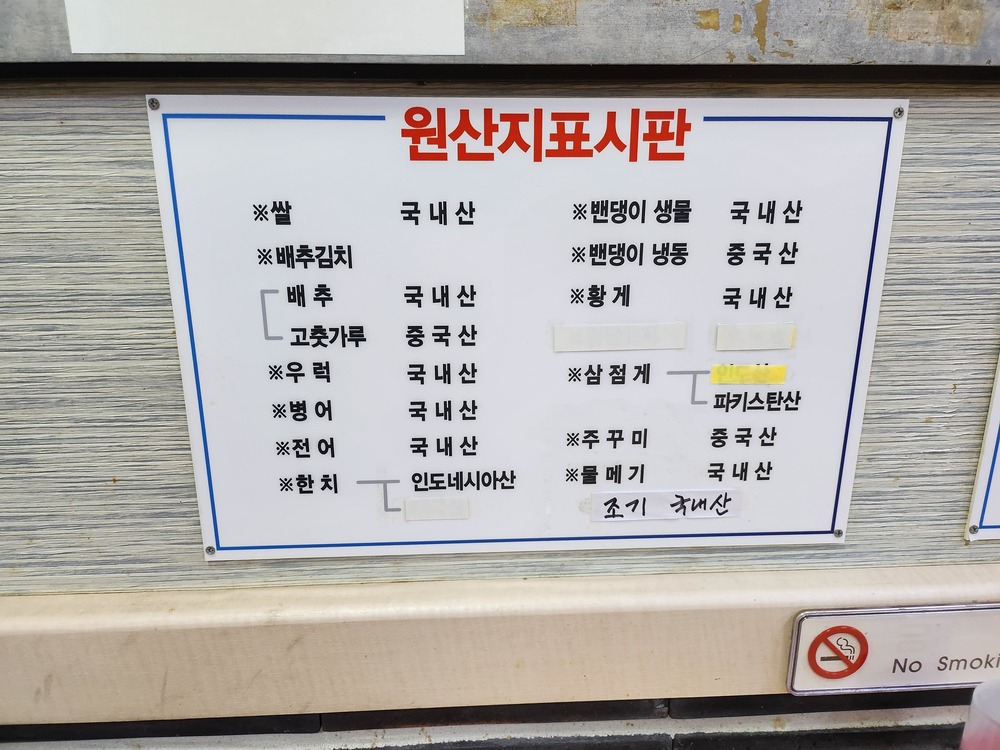 원산지표시판
※쌀 국내산
※배추김치
배추 국내산
고춧가루 중국산
※우럭 국내산
※병어 국내산
※전어 국내산
※한치 인도네시아산
※밴댕이 생물 국내산
※밴댕이 냉동 중국산
※황게 국내산
※삼점게
파키스탄산
※주꾸미 중국산
※물메기 국내산
조기 국내산
No Smoki